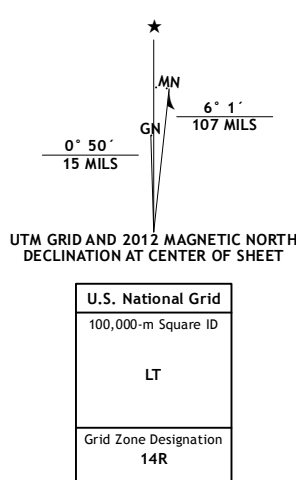 ★
MN
GN
6° 1´
107 MILS
0° 50´
15 MILS
UTM GRID AND 2012 MAGNETIC NORTH
DECLINATION AT CENTER OF SHEET
U.S. National Grid
100,000-m Square ID
LT
Grid Zone Designation
14R